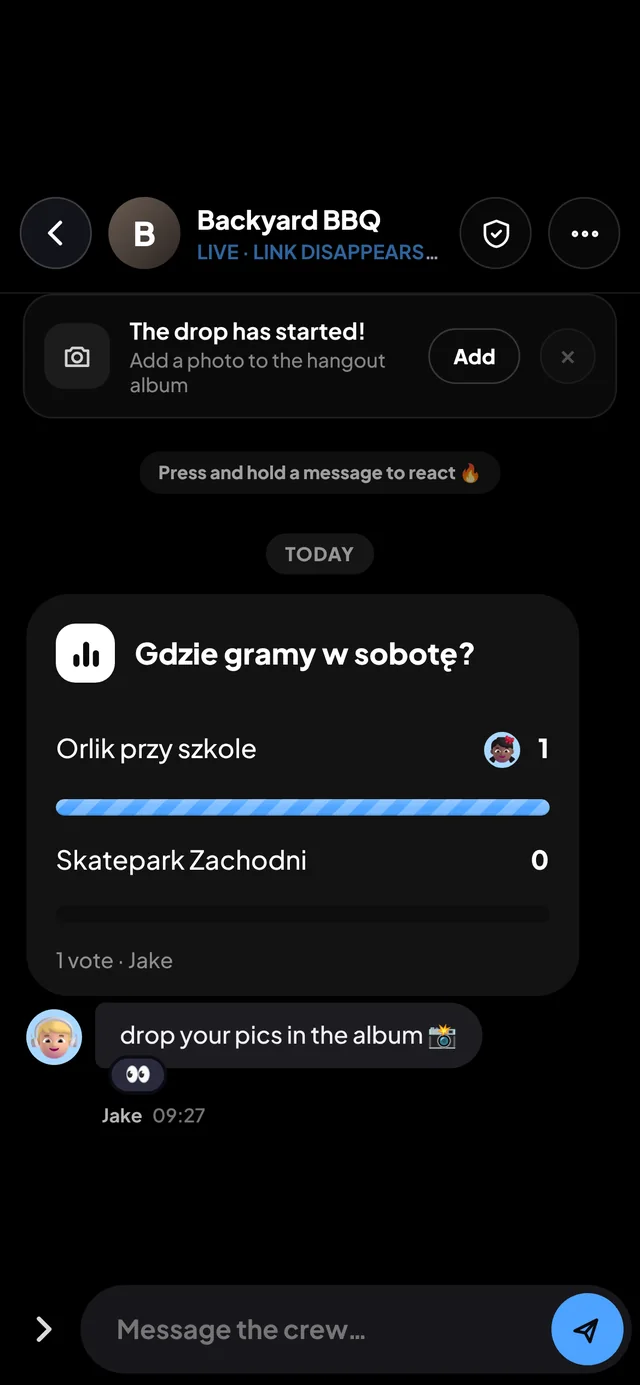 B
Backyard BBQ
LIVE · LINK DISAPPEARS…
The drop has started!
Add a photo to the hangout
album
Add
Press and hold a message to react 🔥
TODAY
Gdzie gramy w sobotę?
Orlik przy szkole 1
Skatepark Zachodni 0
1 vote · Jake
drop your pics in the album 📸
👀
Jake 09:27
Message the crew…